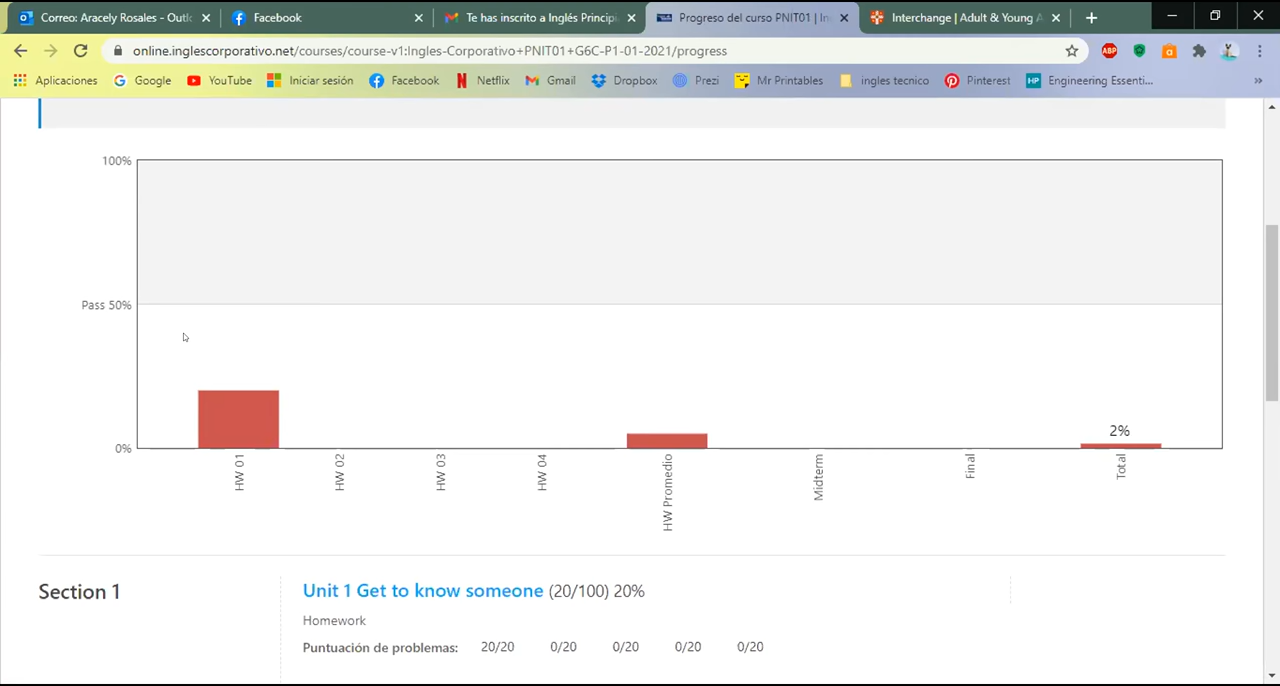 Correo: Aracely Rosales - Outlo
Facebook
Te has inscrito a Inglés Principi
Progreso del curso PNIT01 | In
Interchange | Adult & Young A
online.inglescorporativo.net/courses/course-v1:Ingles-Corporativo+PNIT01+G6C-P1-01-2021/progress
ABP
Aplicaciones
Google
YouTube
Iniciar sesión
Facebook
Netflix
Gmail
Dropbox
Prezi
Mr Printables
ingles tecnico
Pinterest
HP
Engineering Essenti...
100%
Pass 50%
0%
2%
HW 01
HW 02
HW 03
HW 04
HW Promedio
Midterm
Final
Total
Section 1
Unit 1 Get to know someone (20/100) 20%
Homework
Puntuación de problemas: 20/20 0/20 0/20 0/20 0/20